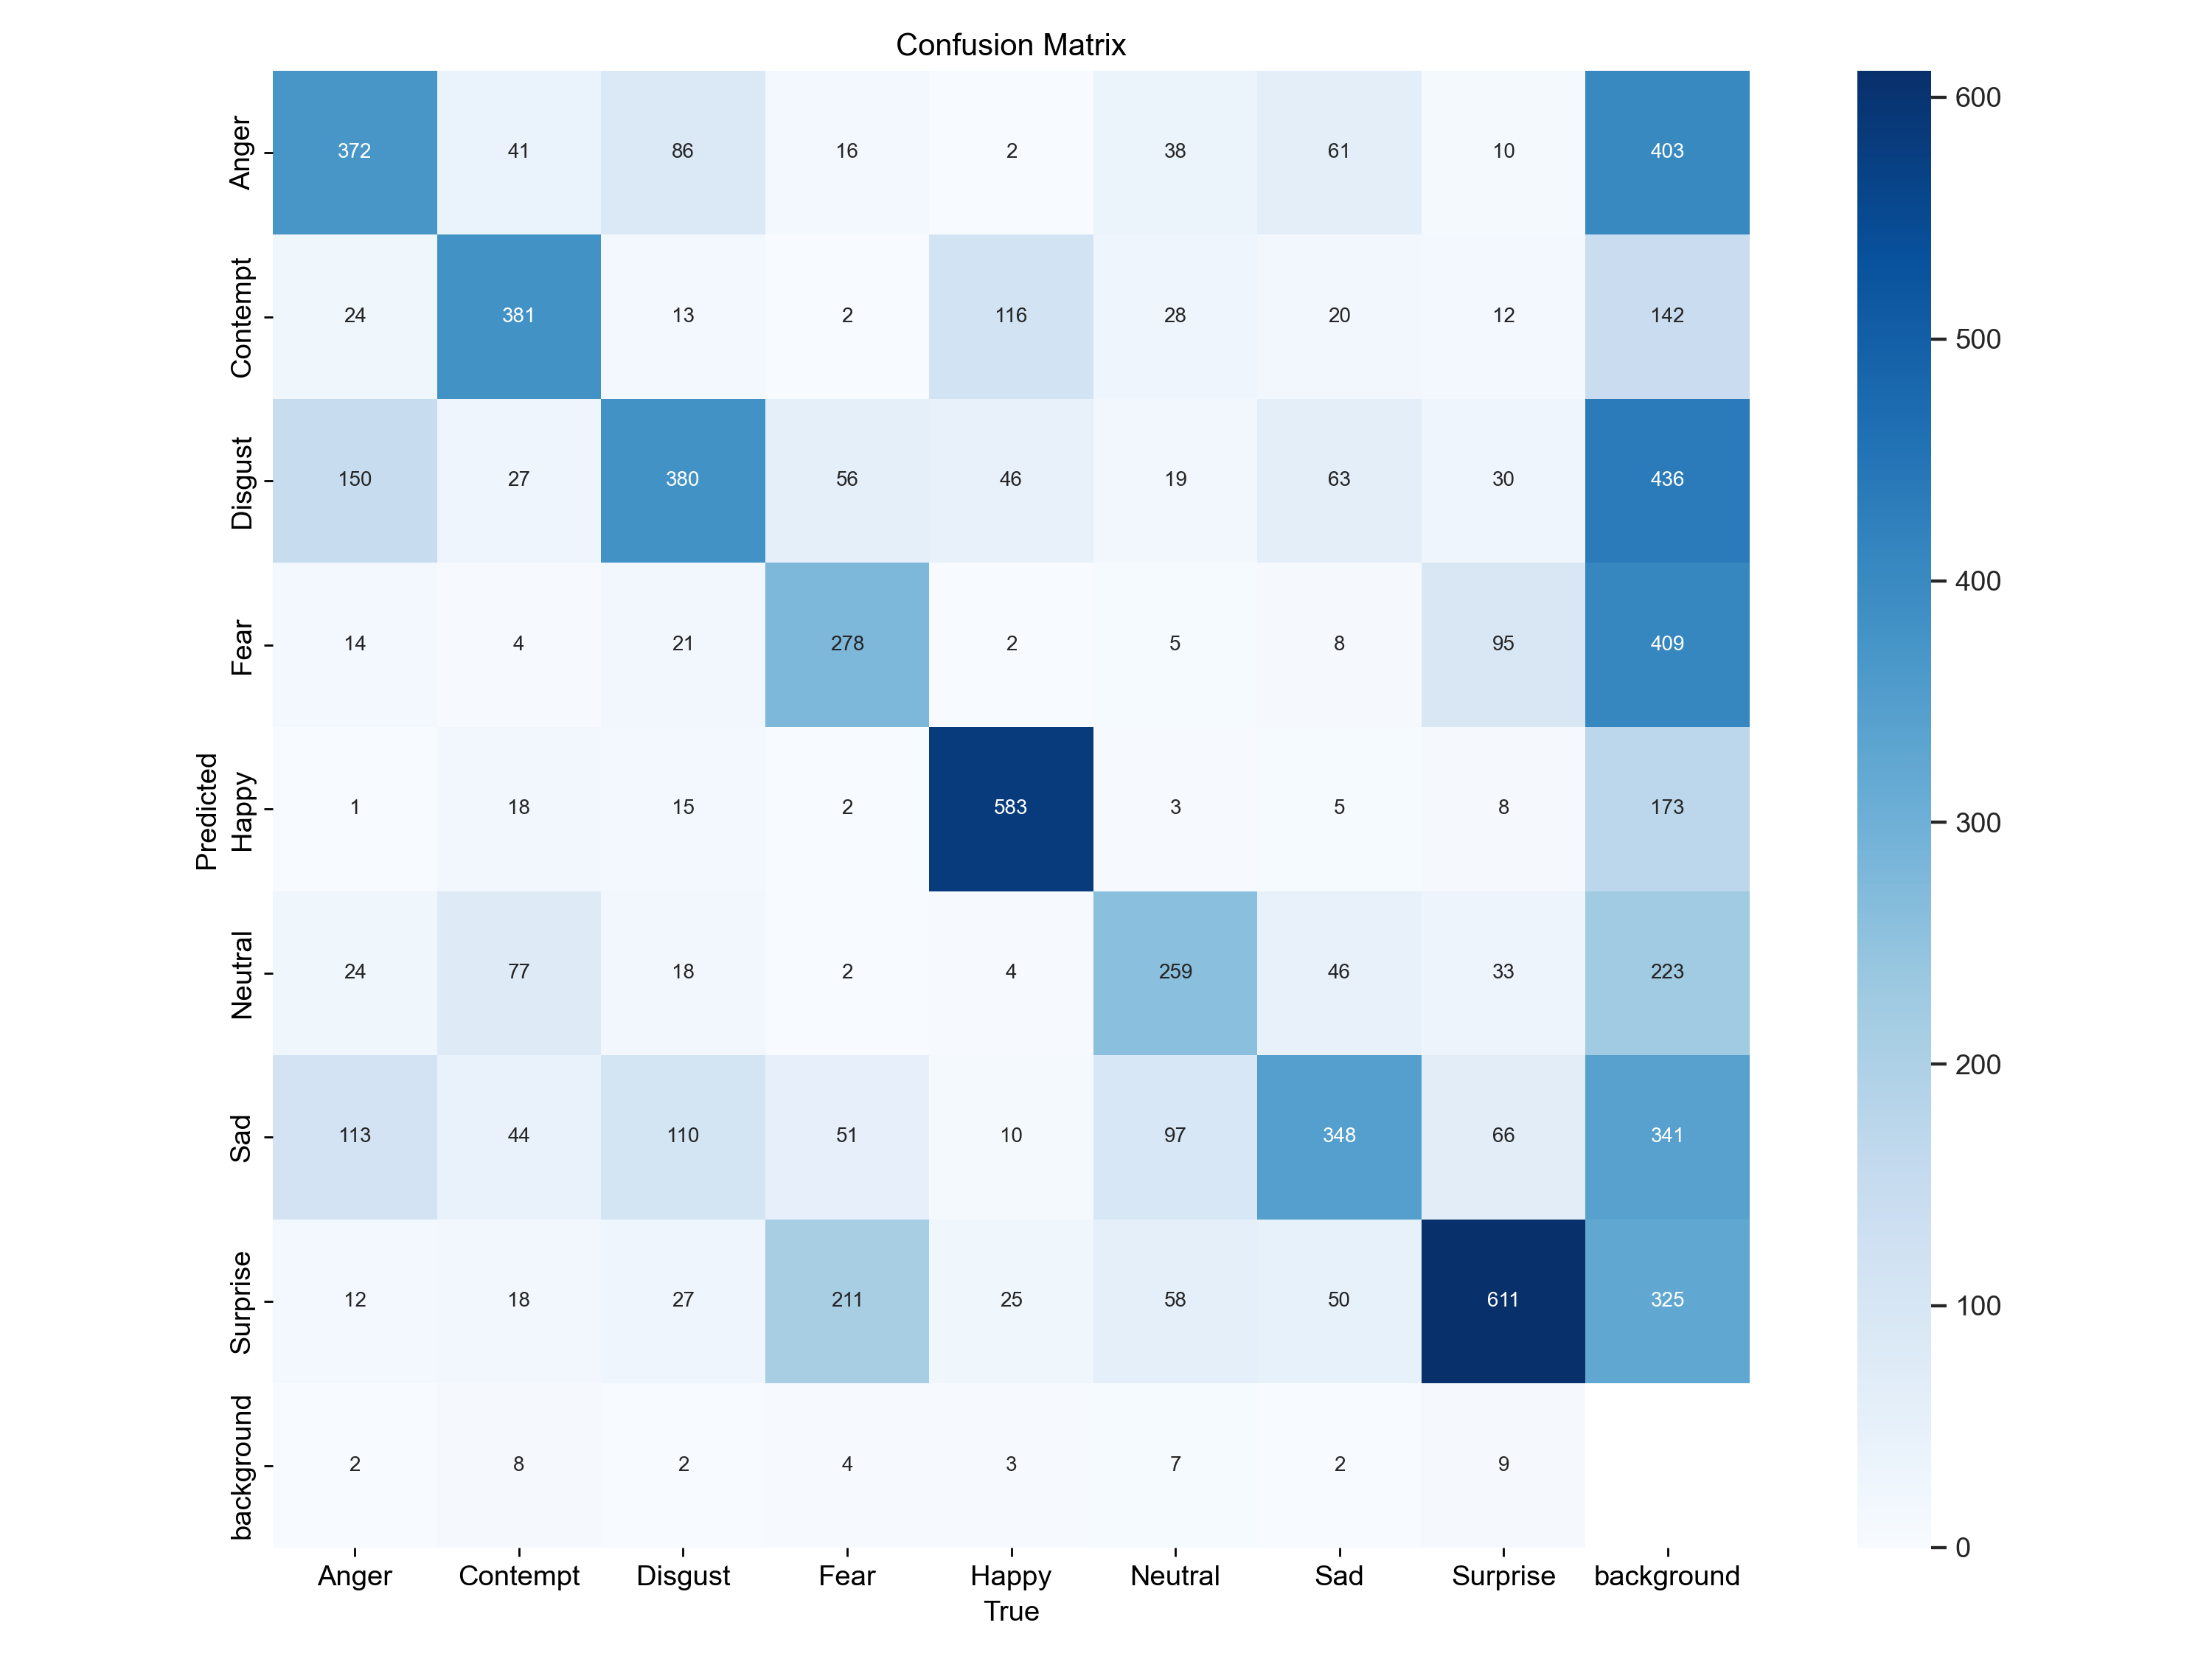 Confusion Matrix
Anger 372 41 86 16 2 38 61 10 403
Contempt 24 381 13 2 116 28 20 12 142
Disgust 150 27 380 56 46 19 63 30 436
Fear 14 4 21 278 2 5 8 95 409
Happy 1 18 15 2 583 3 5 8 173
Neutral 24 77 18 2 4 259 46 33 223
Sad 113 44 110 51 10 97 348 66 341
Surprise 12 18 27 211 25 58 50 611 325
background 2 8 2 4 3 7 2 9
Predicted
Anger Contempt Disgust Fear Happy Neutral Sad Surprise background
True
600
500
400
300
200
100
0